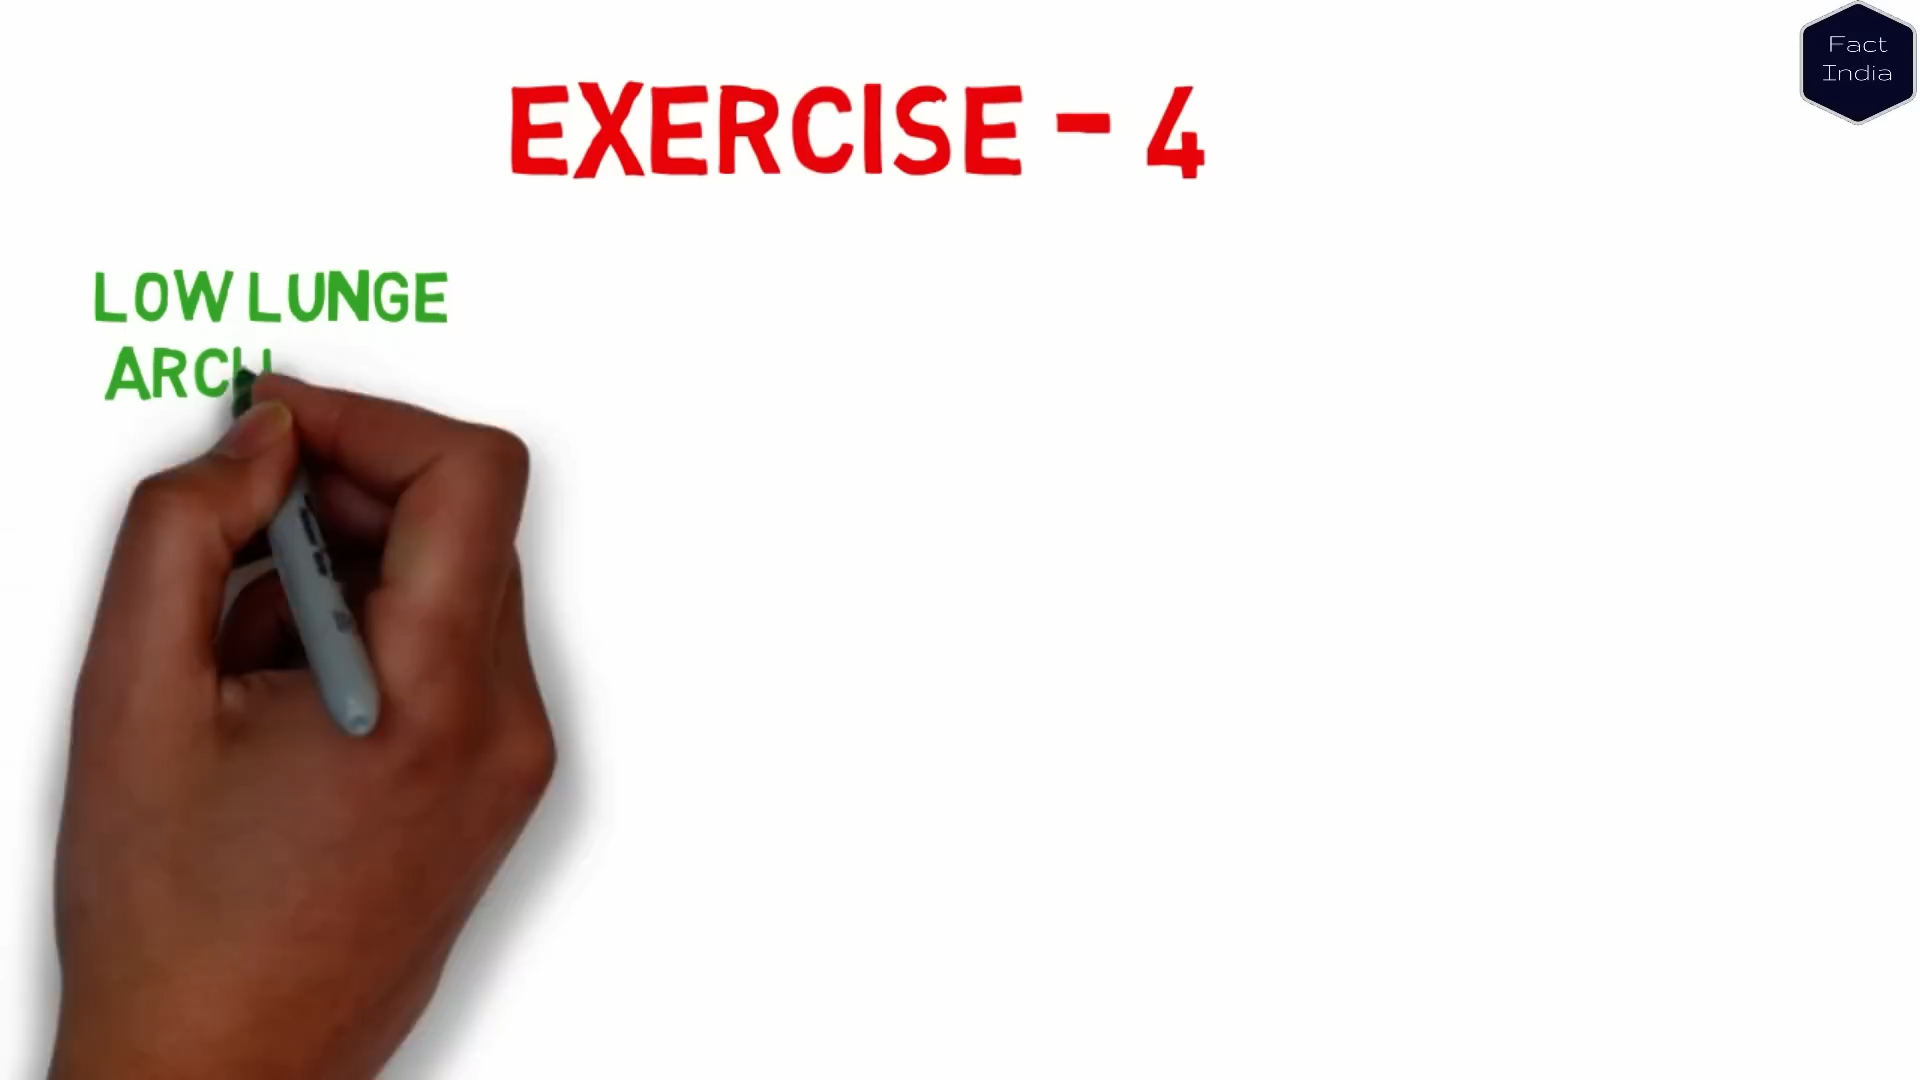 EXERCISE - 4
LOW LUNGE
ARCH
Fact
India